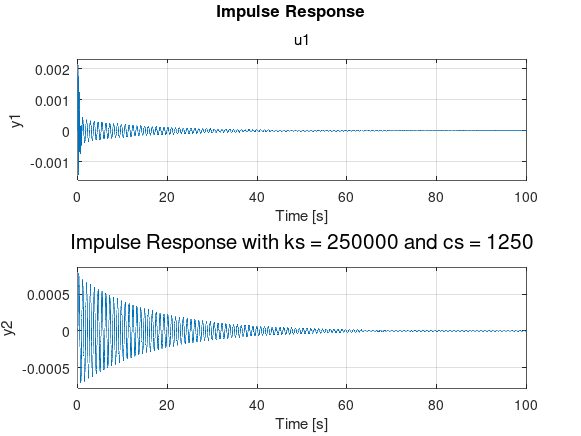 Impulse Response
u1
0.002
0.001
0
-0.001
y1
0 20 40 60 80 100
Time [s]
Impulse Response with ks = 250000 and cs = 1250
0.0005
0
-0.0005
y2
0 20 40 60 80 100
Time [s]